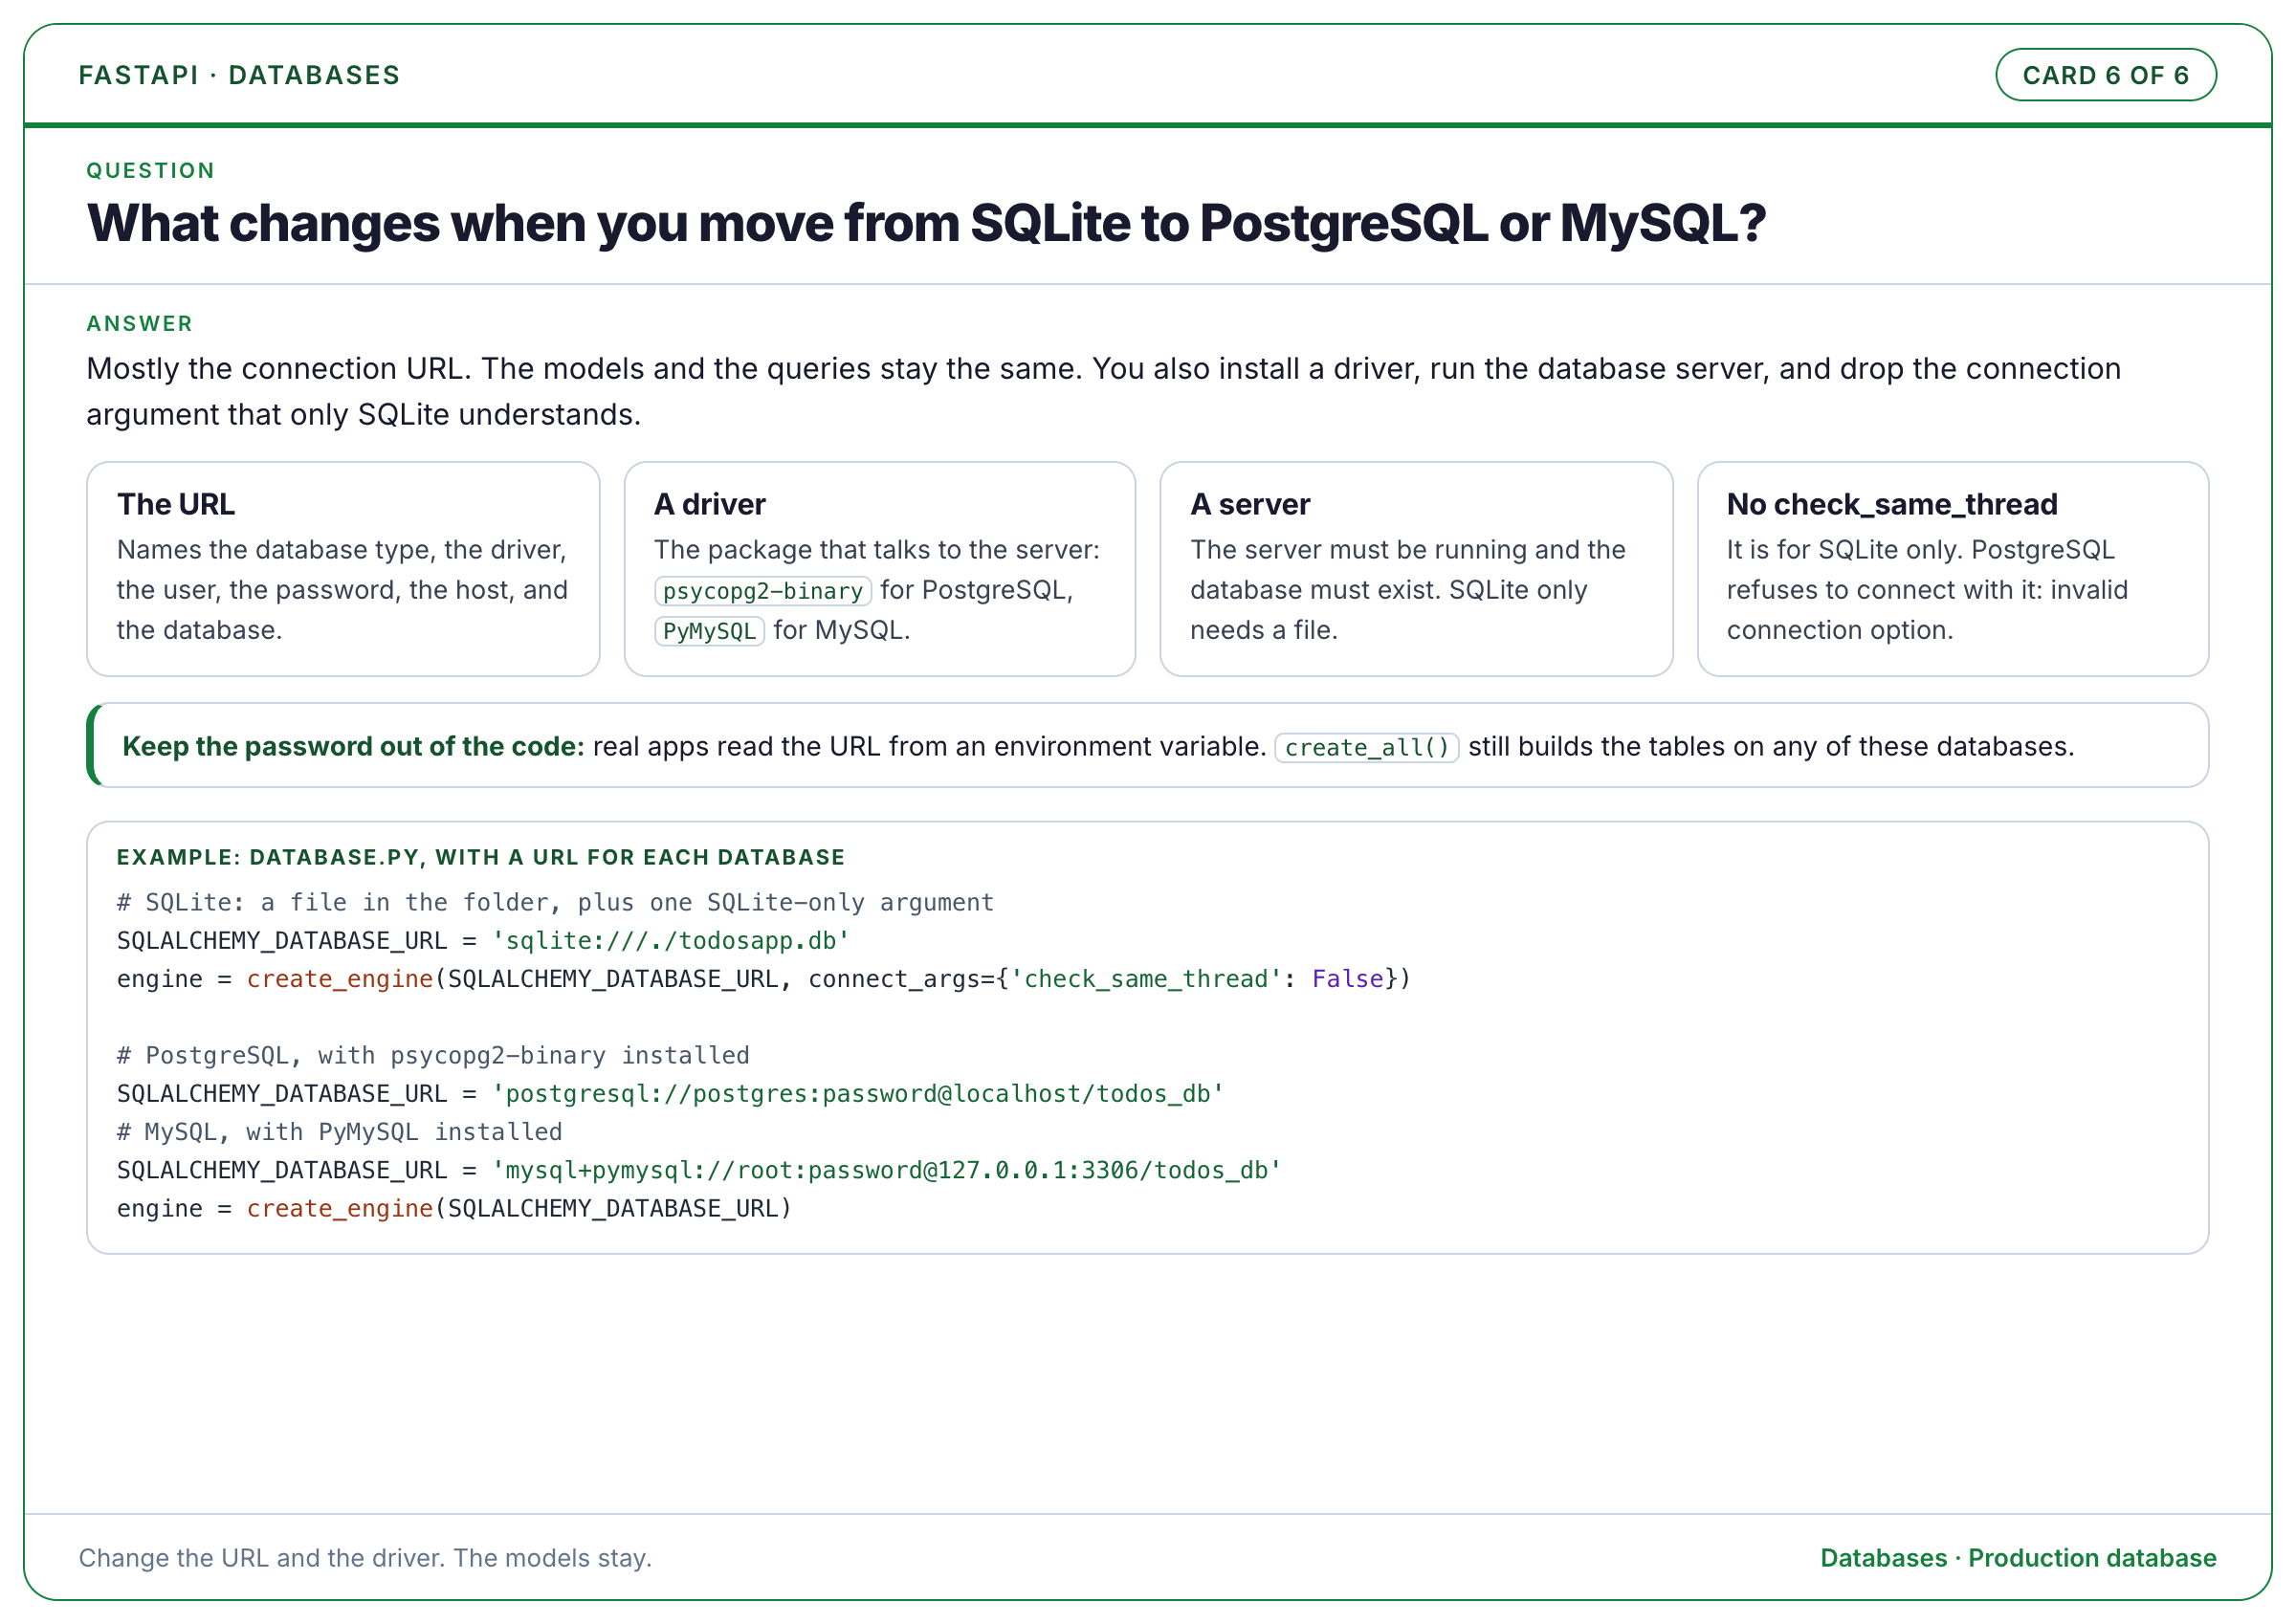 FASTAPI · DATABASES
CARD 6 OF 6
QUESTION
What changes when you move from SQLite to PostgreSQL or MySQL?
ANSWER
Mostly the connection URL. The models and the queries stay the same. You also install a driver, run the database server, and drop the connection
argument that only SQLite understands.
The URL
Names the database type, the driver,
the user, the password, the host, and
the database.
A driver
The package that talks to the server:
psycopg2-binary for PostgreSQL,
PyMySQL for MySQL.
A server
The server must be running and the
database must exist. SQLite only
needs a file.
No check_same_thread
It is for SQLite only. PostgreSQL
refuses to connect with it: invalid
connection option.
Keep the password out of the code: real apps read the URL from an environment variable. create_all() still builds the tables on any of these databases.
EXAMPLE: DATABASE.PY, WITH A URL FOR EACH DATABASE
# SQLite: a file in the folder, plus one SQLite-only argument
SQLALCHEMY_DATABASE_URL = 'sqlite:///./todosapp.db'
engine = create_engine(SQLALCHEMY_DATABASE_URL, connect_args={'check_same_thread': False})
# PostgreSQL, with psycopg2-binary installed
SQLALCHEMY_DATABASE_URL = 'postgresql://postgres:password@localhost/todos_db'
# MySQL, with PyMySQL installed
SQLALCHEMY_DATABASE_URL = 'mysql+pymysql://root:password@127.0.0.1:3306/todos_db'
engine = create_engine(SQLALCHEMY_DATABASE_URL)
Change the URL and the driver. The models stay.
Databases · Production database